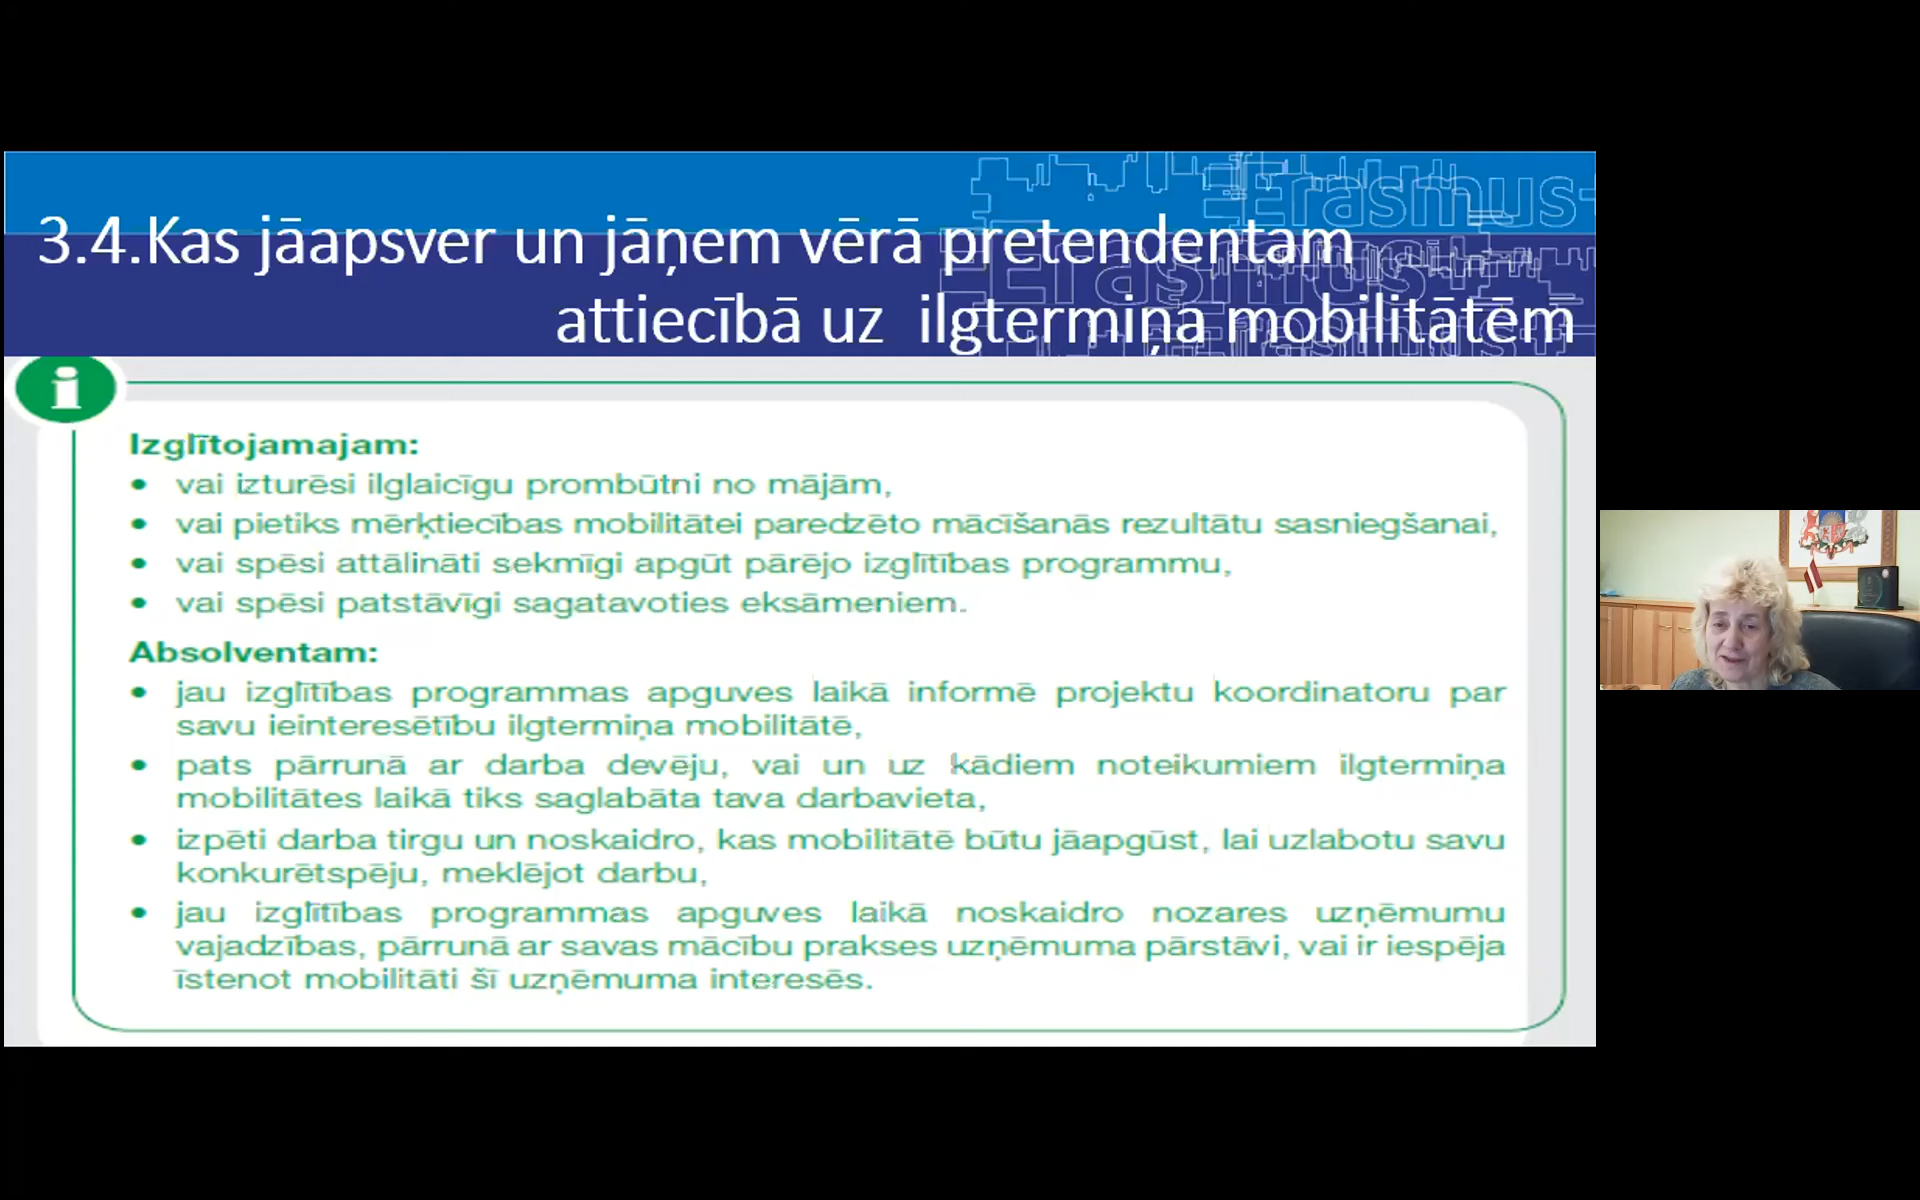 Erasmus+
3.4.Kas jāapsver un jāņem vērā pretendentam
attiecībā uz ilgtermiņa mobilitātēm
Izglītojamajam:
• vai izturēsi ilglaicīgu prombūtni no mājām,
• vai pietiks mērķtiecības mobilitātei paredzēto mācīšanās rezultātu sasniegšanai,
• vai spēsi attālināti sekmīgi apgūt pārējo izglītības programmu,
• vai spēsi patstāvīgi sagatavoties eksāmeniem.
Absolventam:
• jau izglītības programmas apguves laikā informē projektu koordinatoru par
savu ieinteresētību ilgtermiņa mobilitātē,
• pats pārrunā ar darba devēju, vai un uz kādiem noteikumiem ilgtermiņa
mobilitātes laikā tiks saglabāta tava darbavieta,
• izpēti darba tirgu un noskaidro, kas mobilitātē būtu jāapgūst, lai uzlabotu savu
konkurētspēju, meklējot darbu,
• jau izglītības programmas apguves laikā noskaidro nozares uzņēmumu
vajadzības, pārrunā ar savas mācību prakses uzņēmuma pārstāvi, vai ir iespēja
īstenot mobilitāti šī uzņēmuma interesēs.